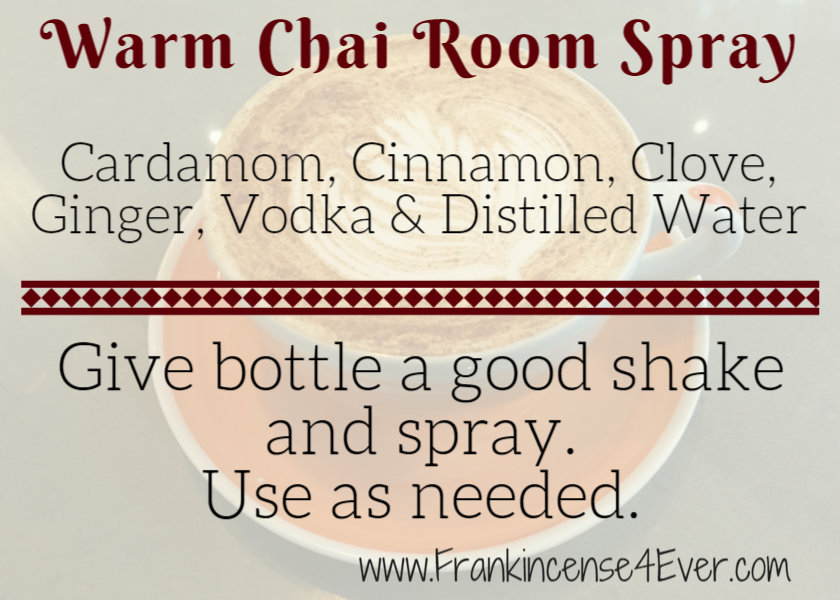 Warm Chai Room Spray
Cardamom, Cinnamon, Clove,
Ginger, Vodka & Distilled Water
Give bottle a good shake
and spray.
Use as needed.
www.Frankincense4Ever.com